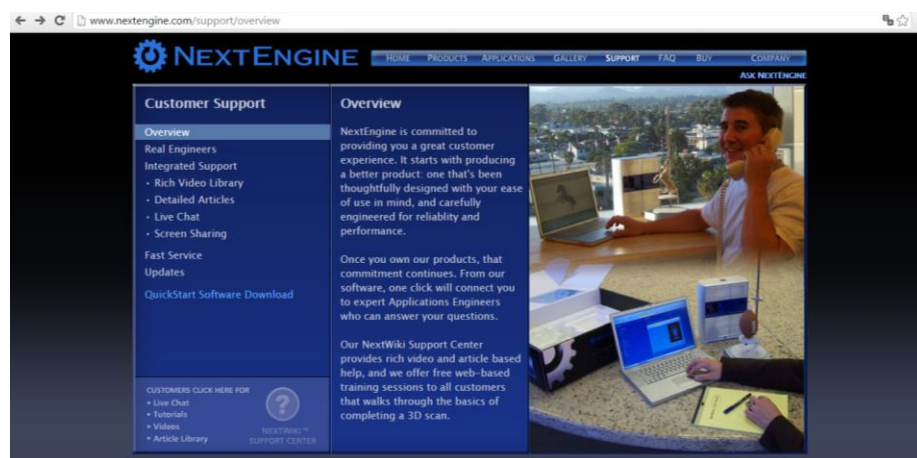 www.nextengine.com/support/overview
NEXTENGINE
HOME PRODUCTS APPLICATIONS GALLERY SUPPORT FAQ BUY COMPANY
ASK NEXTENGINE
Customer Support
Overview
Real Engineers
Integrated Support
• Rich Video Library
• Detailed Articles
• Live Chat
• Screen Sharing
Fast Service
Updates
QuickStart Software Download
CUSTOMERS CLICK HERE FOR
• Live Chat
• Tutorials
• Videos
• Article Library
?
NEXTWIKI™
SUPPORT CENTER
Overview
NextEngine is committed to
providing you a great customer
experience. It starts with producing
a better product: one that's been
thoughtfully designed with your ease
of use in mind, and carefully
engineered for reliablity and
performance.
Once you own our products, that
commitment continues. From our
software, one click will connect you
to expert Applications Engineers
who can answer your questions.
Our NextWiki Support Center
provides rich video and article based
help, and we offer free web-based
training sessions to all customers
that walks through the basics of
completing a 3D scan.